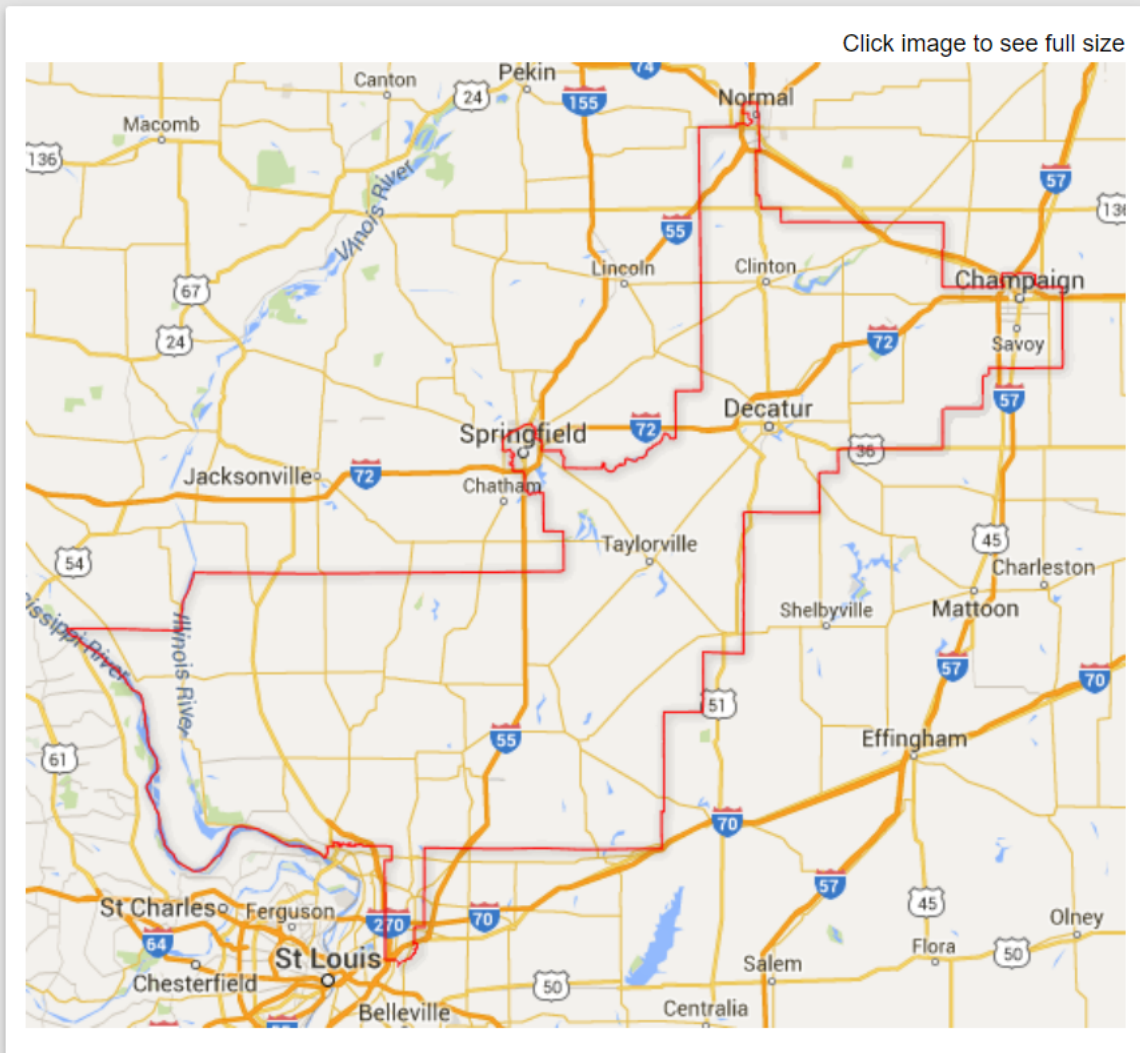 Click image to see full size
Canton
Pekin
24
155
74
Normal
Macomb
136
57
136
Illinois River
55
Lincoln
Clinton
67
Champaign
24
72
Savoy
57
Decatur
Springfield
72
36
Jacksonville
72
Chatham
54
Taylorville
45
Charleston
Shelbyville
Mattoon
ssissippi River
Illinois River
57
70
51
55
Effingham
61
70
57
45
St Charles
Ferguson
270
70
Olney
64
St Louis
Flora
50
Chesterfield
Salem
50
Belleville
Centralia